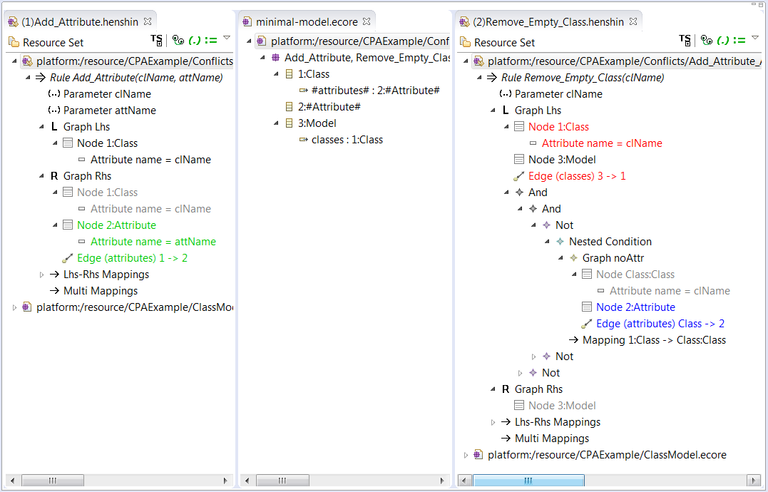 (1)Add_Attribute.henshin
Resource Set
platform:/resource/CPAExample/Conflicts
Rule Add_Attribute(clName, attName)
Parameter clName
Parameter attName
L Graph Lhs
Node 1:Class
Attribute name = clName
R Graph Rhs
Node 1:Class
Attribute name = clName
Node 2:Attribute
Attribute name = attName
Edge (attributes) 1 -> 2
Lhs-Rhs Mappings
Multi Mappings
platform:/resource/CPAExample/ClassMo
minimal-model.ecore
platform:/resource/CPAExample/Conf
Add_Attribute, Remove_Empty_Cla
1:Class
#attributes# : 2:#Attribute#
2:#Attribute#
3:Model
classes : 1:Class
(2)Remove_Empty_Class.henshin
Resource Set
platform:/resource/CPAExample/Conflicts/Add_Attribute_
Rule Remove_Empty_Class(clName)
Parameter clName
L Graph Lhs
Node 1:Class
Attribute name = clName
Node 3:Model
Edge (classes) 3 -> 1
And
And
Not
Nested Condition
Graph noAttr
Node Class:Class
Attribute name = clName
Node 2:Attribute
Edge (attributes) Class -> 2
Mapping 1:Class -> Class:Class
Not
Not
R Graph Rhs
Node 3:Model
Lhs-Rhs Mappings
Multi Mappings
platform:/resource/CPAExample/ClassModel.ecore